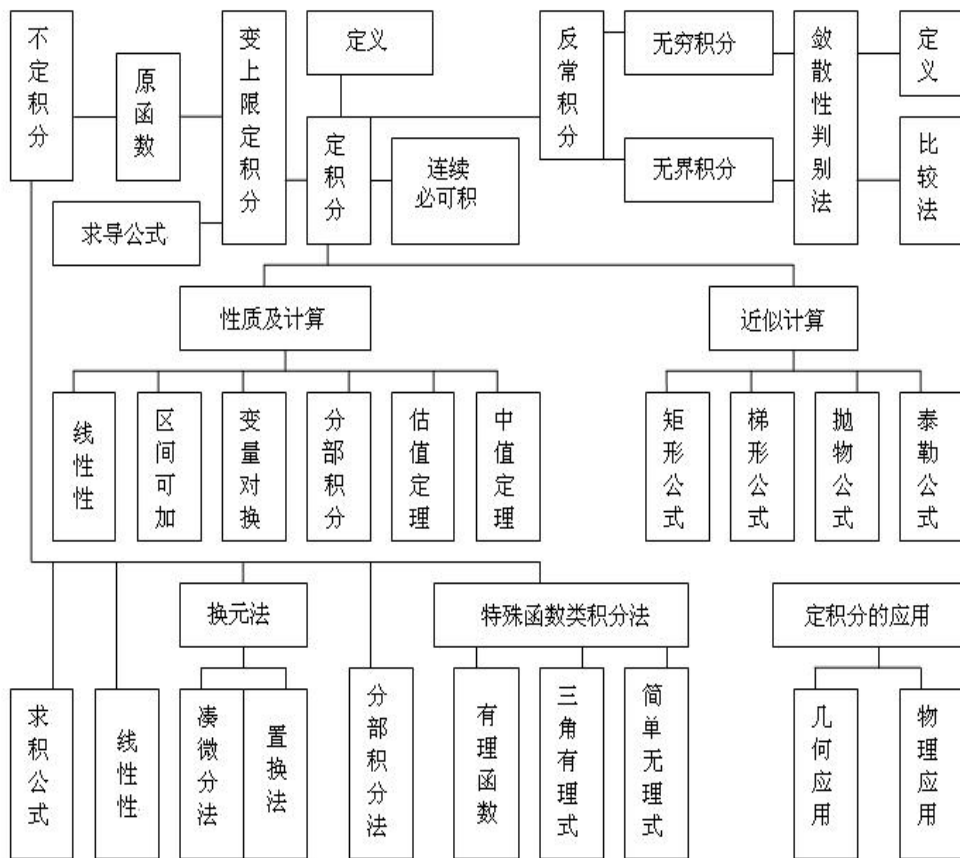 不定积分
原函数
变上限定积分
定义
反常积分
无穷积分
敛散性判别法
定义
定积分
连续
必可积
无界积分
比较法
求导公式
性质及计算
近似计算
线性性
区间可加
变量对换
分部积分
估值定理
中值定理
矩形公式
梯形公式
抛物公式
泰勒公式
换元法
特殊函数类积分法
定积分的应用
求积公式
线性性
凑微分法
置换法
分部积分法
有理函数
三角有理式
简单无理式
几何应用
物理应用